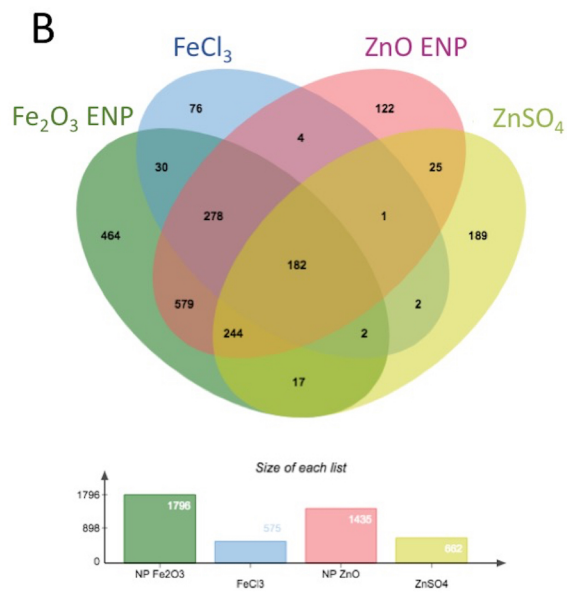 B
FeCl3
ZnO ENP
Fe2O3 ENP
ZnSO4
76
122
4
30
25
278
1
464
189
182
579
2
244
2
17
Size of each list
1796
898
0
1796
575
1435
662
NP Fe2O3
FeCl3
NP ZnO
ZnSO4